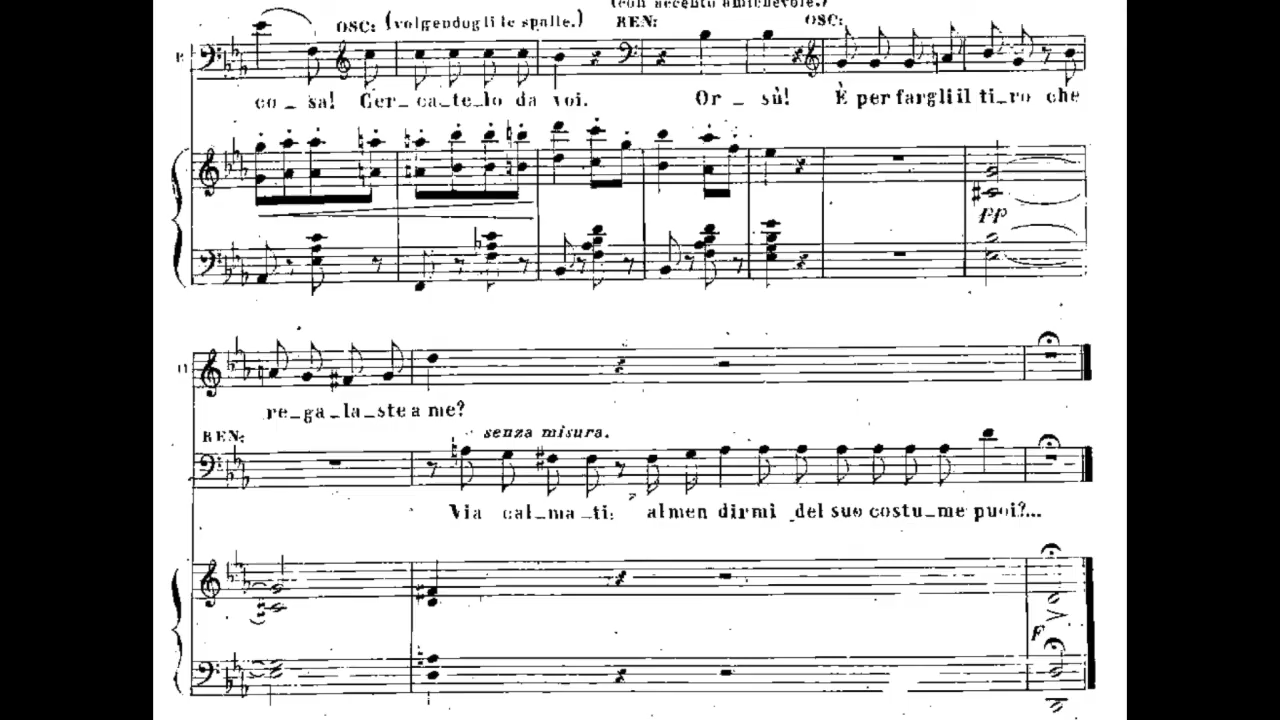 (con accento amichevole.)
OSC: (volgendogli le spalle.) REN: OSC:
co_sa! Cer_ca_te_lo da voi. Or_sù! È per fargli il ti_ro che
pp
re_ga_la_ste a me?
REN: senza misura.
Via cal_ma_ti: almen dirmi del suo costu_me puoi?...
F